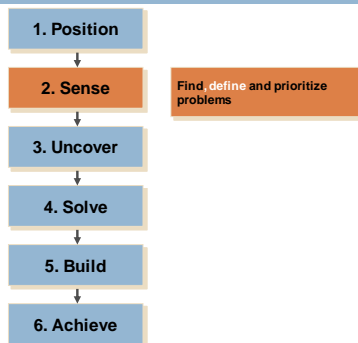 1. Position
2. Sense
Find, define and prioritize
problems
3. Uncover
4. Solve
5. Build
6. Achieve